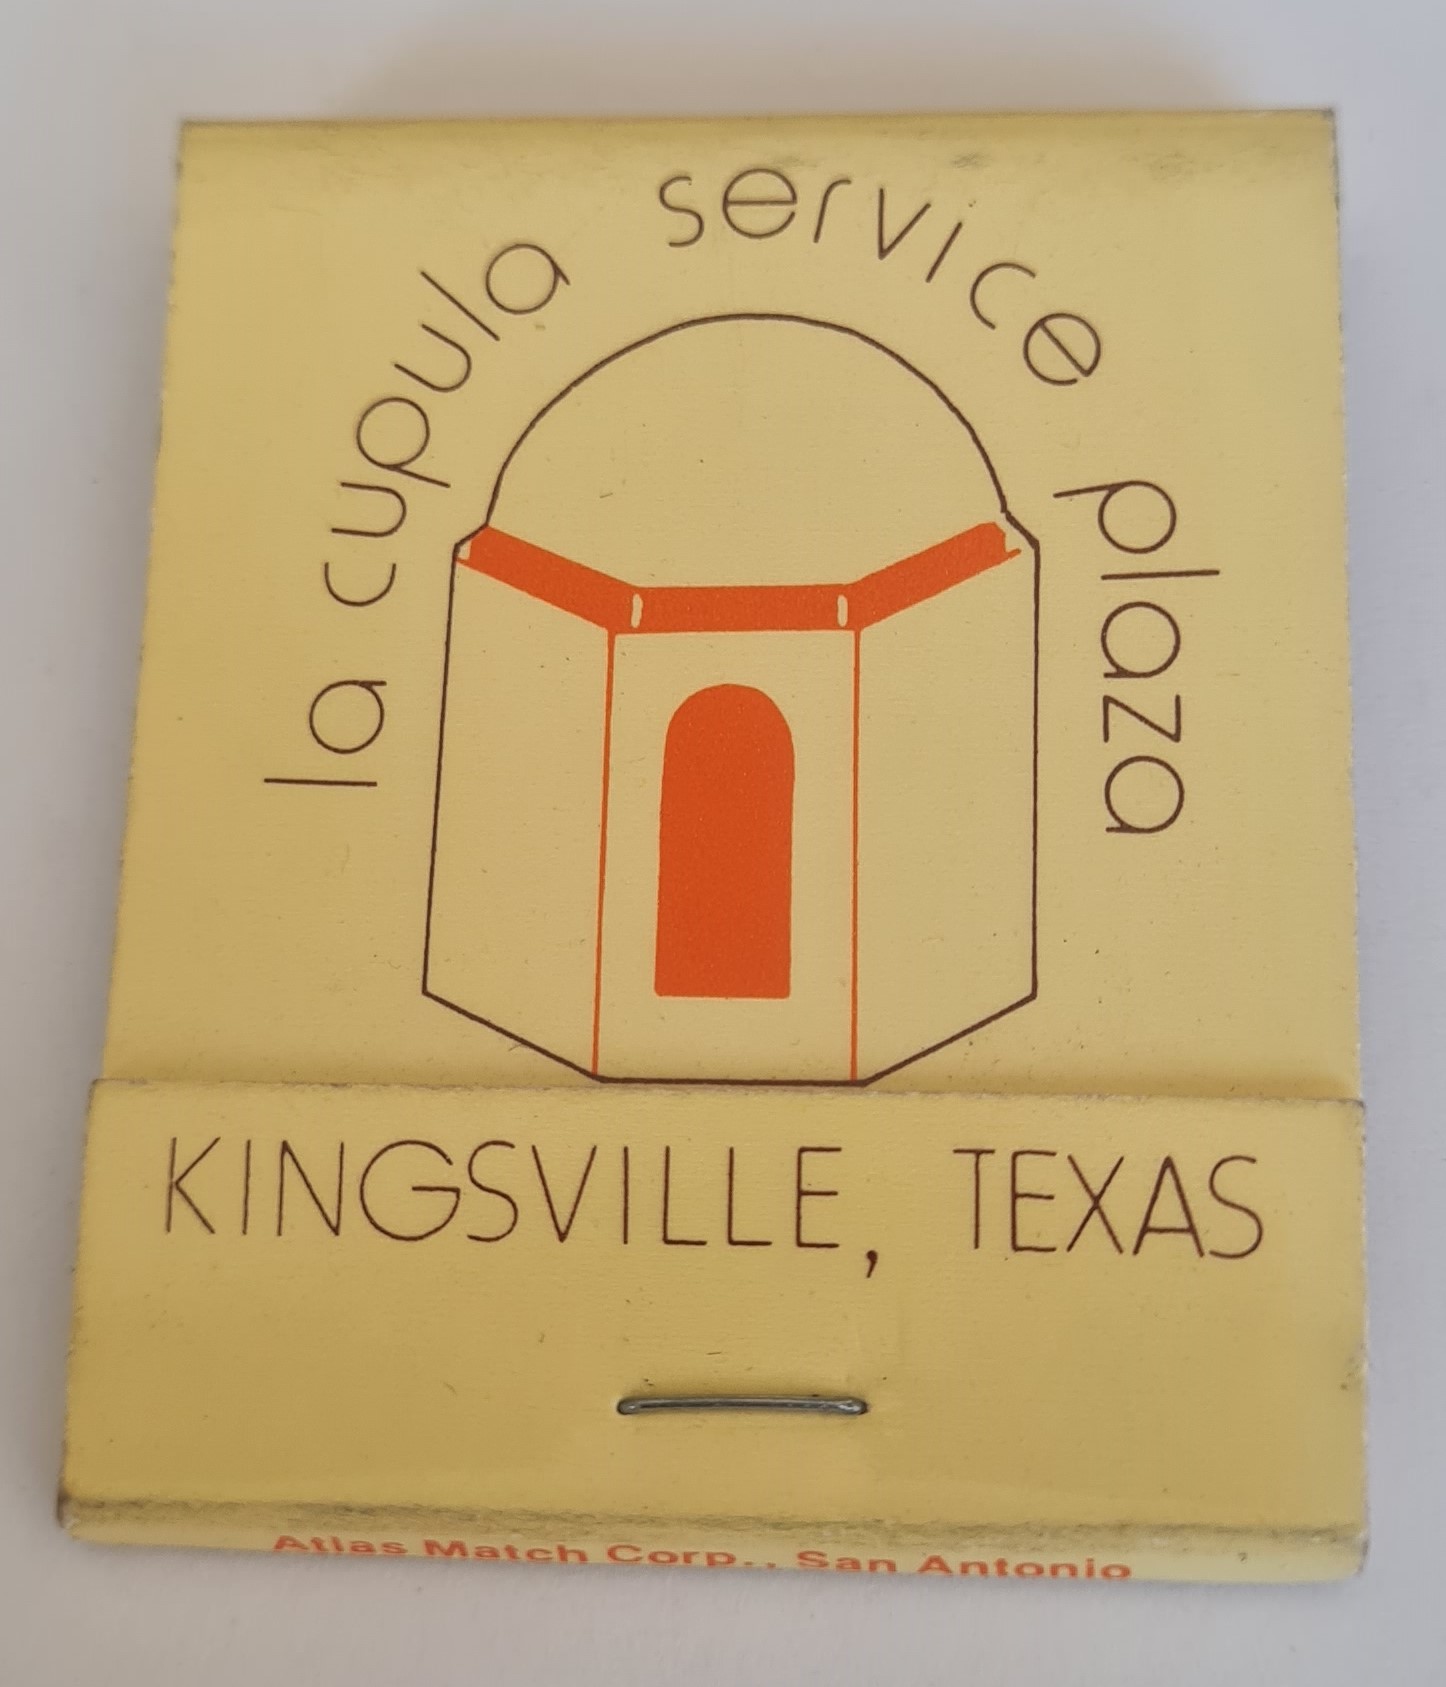 la cupula service plaza
KINGSVILLE, TEXAS
Atlas Match Corp., San Antonio